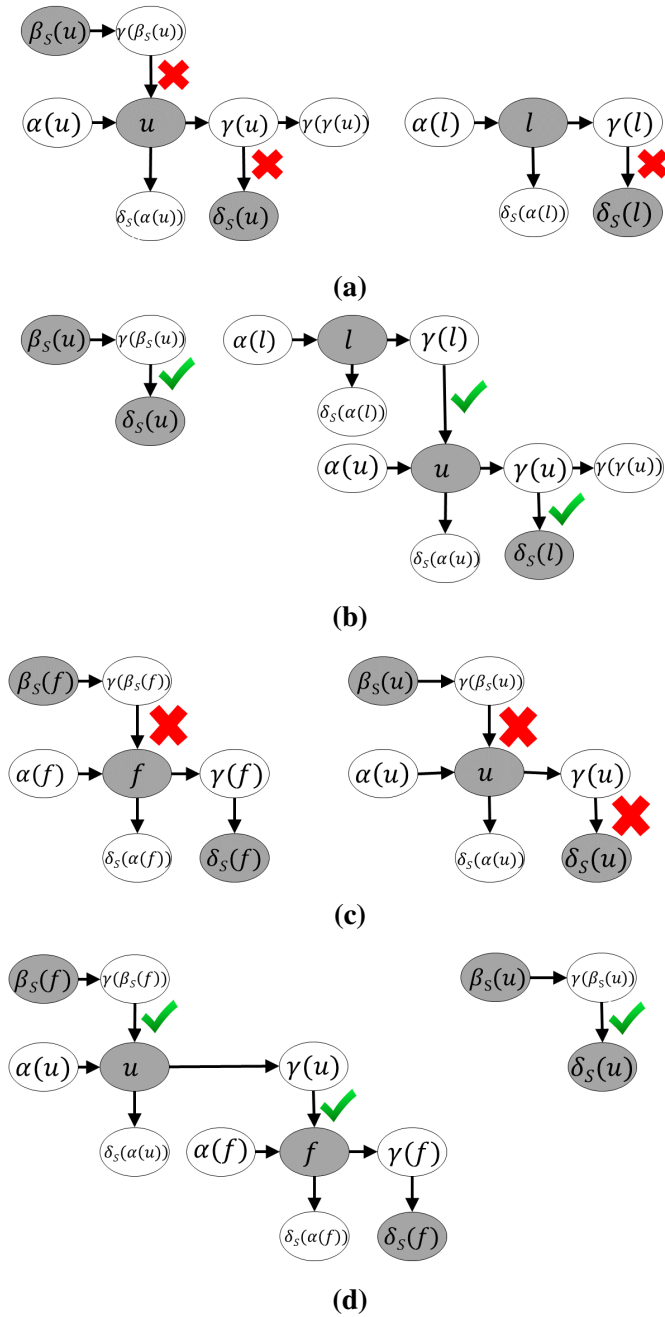 β_S(u) γ(β_S(u))
α(u) u γ(u) γ(γ(u)) α(l) l γ(l)
δ_S(α(u)) δ_S(u) δ_S(α(l)) δ_S(l)
(a)
β_S(u) γ(β_S(u)) α(l) l γ(l)
δ_S(u) δ_S(α(l))
α(u) u γ(u) γ(γ(u))
δ_S(α(u)) δ_S(l)
(b)
β_S(f) γ(β_S(f)) β_S(u) γ(β_S(u))
α(f) f γ(f) α(u) u γ(u)
δ_S(α(f)) δ_S(f) δ_S(α(u)) δ_S(u)
(c)
β_S(f) γ(β_S(f)) β_S(u) γ(β_S(u))
α(u) u γ(u) δ_S(u)
δ_S(α(u)) α(f) f γ(f)
δ_S(α(f)) δ_S(f)
(d)